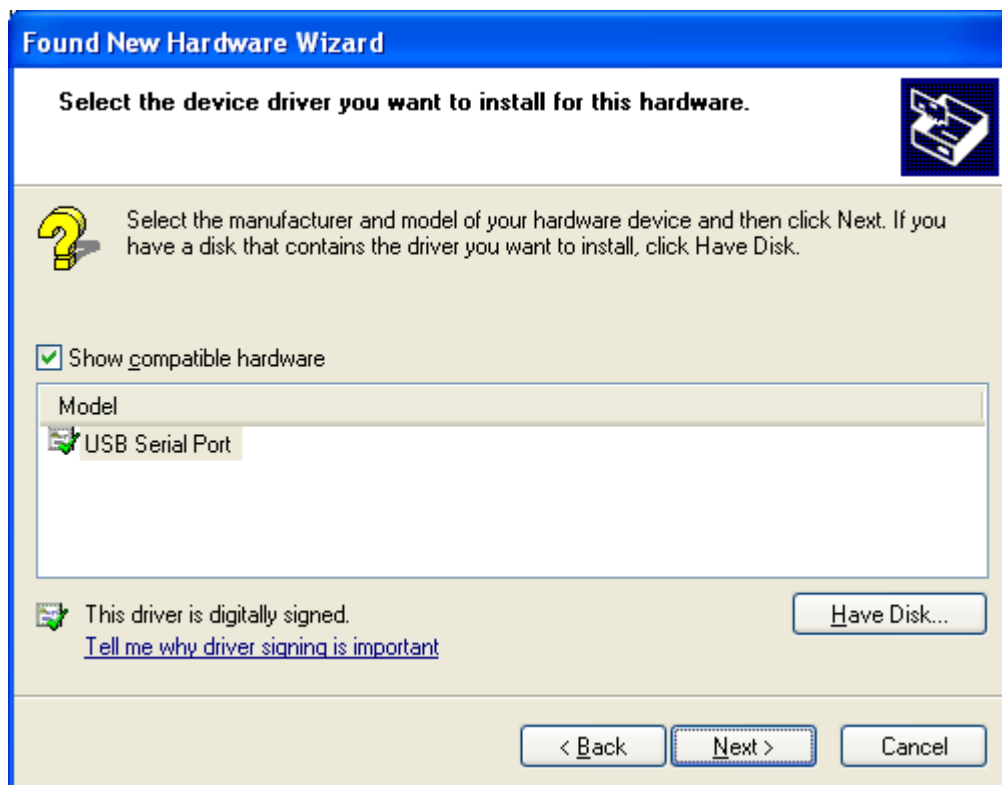 Found New Hardware Wizard
Select the device driver you want to install for this hardware.
Select the manufacturer and model of your hardware device and then click Next. If you
have a disk that contains the driver you want to install, click Have Disk.
Show compatible hardware
Model
USB Serial Port
This driver is digitally signed.
Have Disk...
Tell me why driver signing is important
< Back
Next >
Cancel